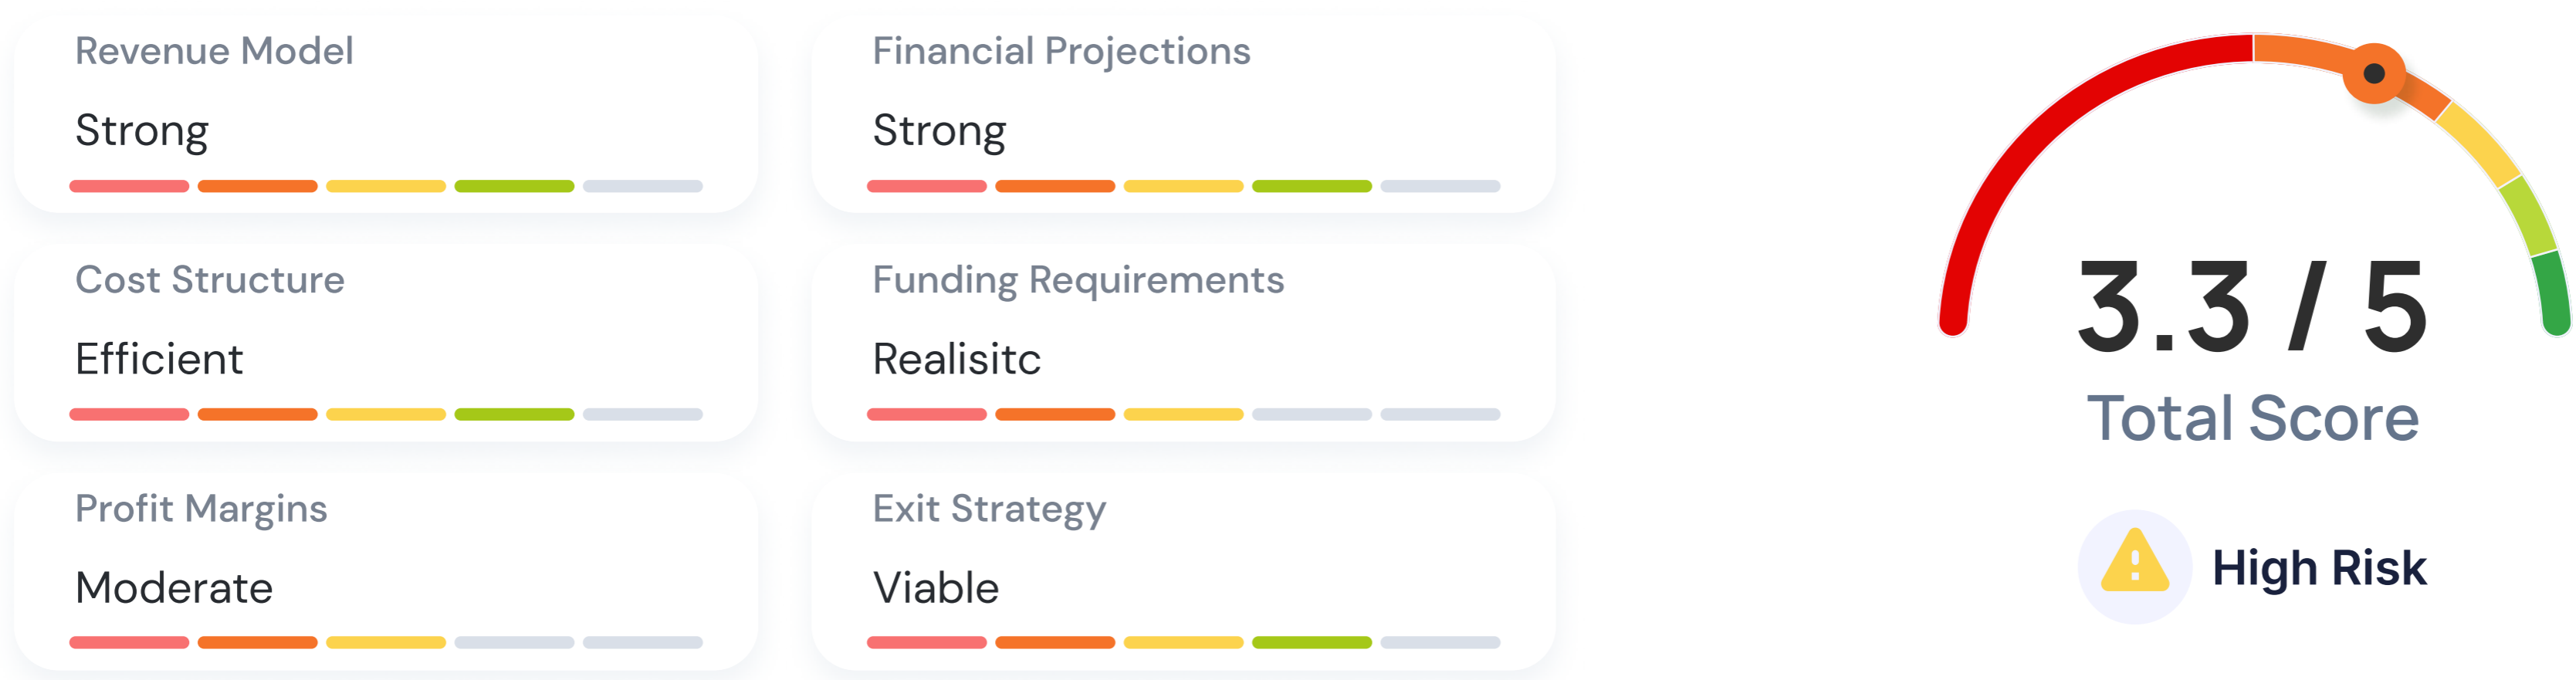 Revenue Model
Strong
Financial Projections
Strong
Cost Structure
Efficient
Funding Requirements
Realisitc
Profit Margins
Moderate
Exit Strategy
Viable
3.3 / 5
Total Score
High Risk